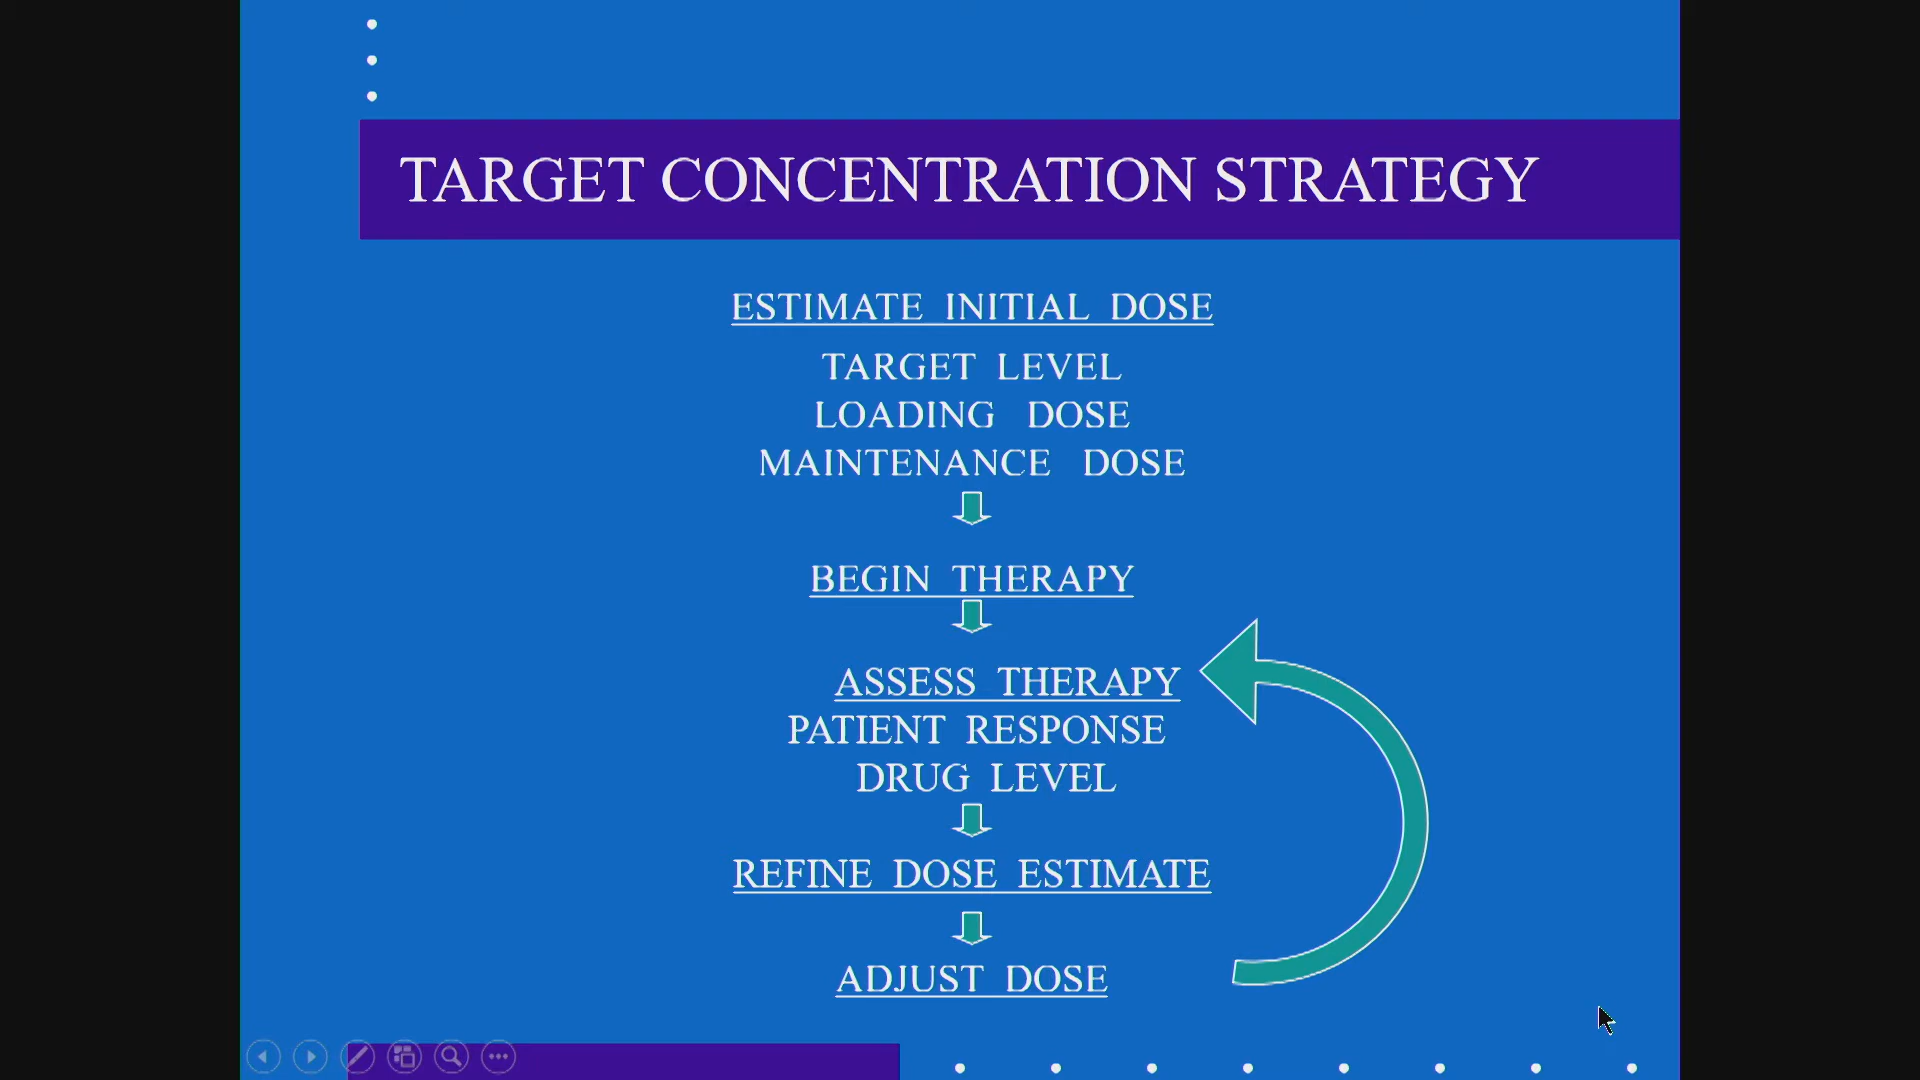 TARGET CONCENTRATION STRATEGY
ESTIMATE INITIAL DOSE
TARGET LEVEL
LOADING DOSE
MAINTENANCE DOSE
BEGIN THERAPY
ASSESS THERAPY
PATIENT RESPONSE
DRUG LEVEL
REFINE DOSE ESTIMATE
ADJUST DOSE